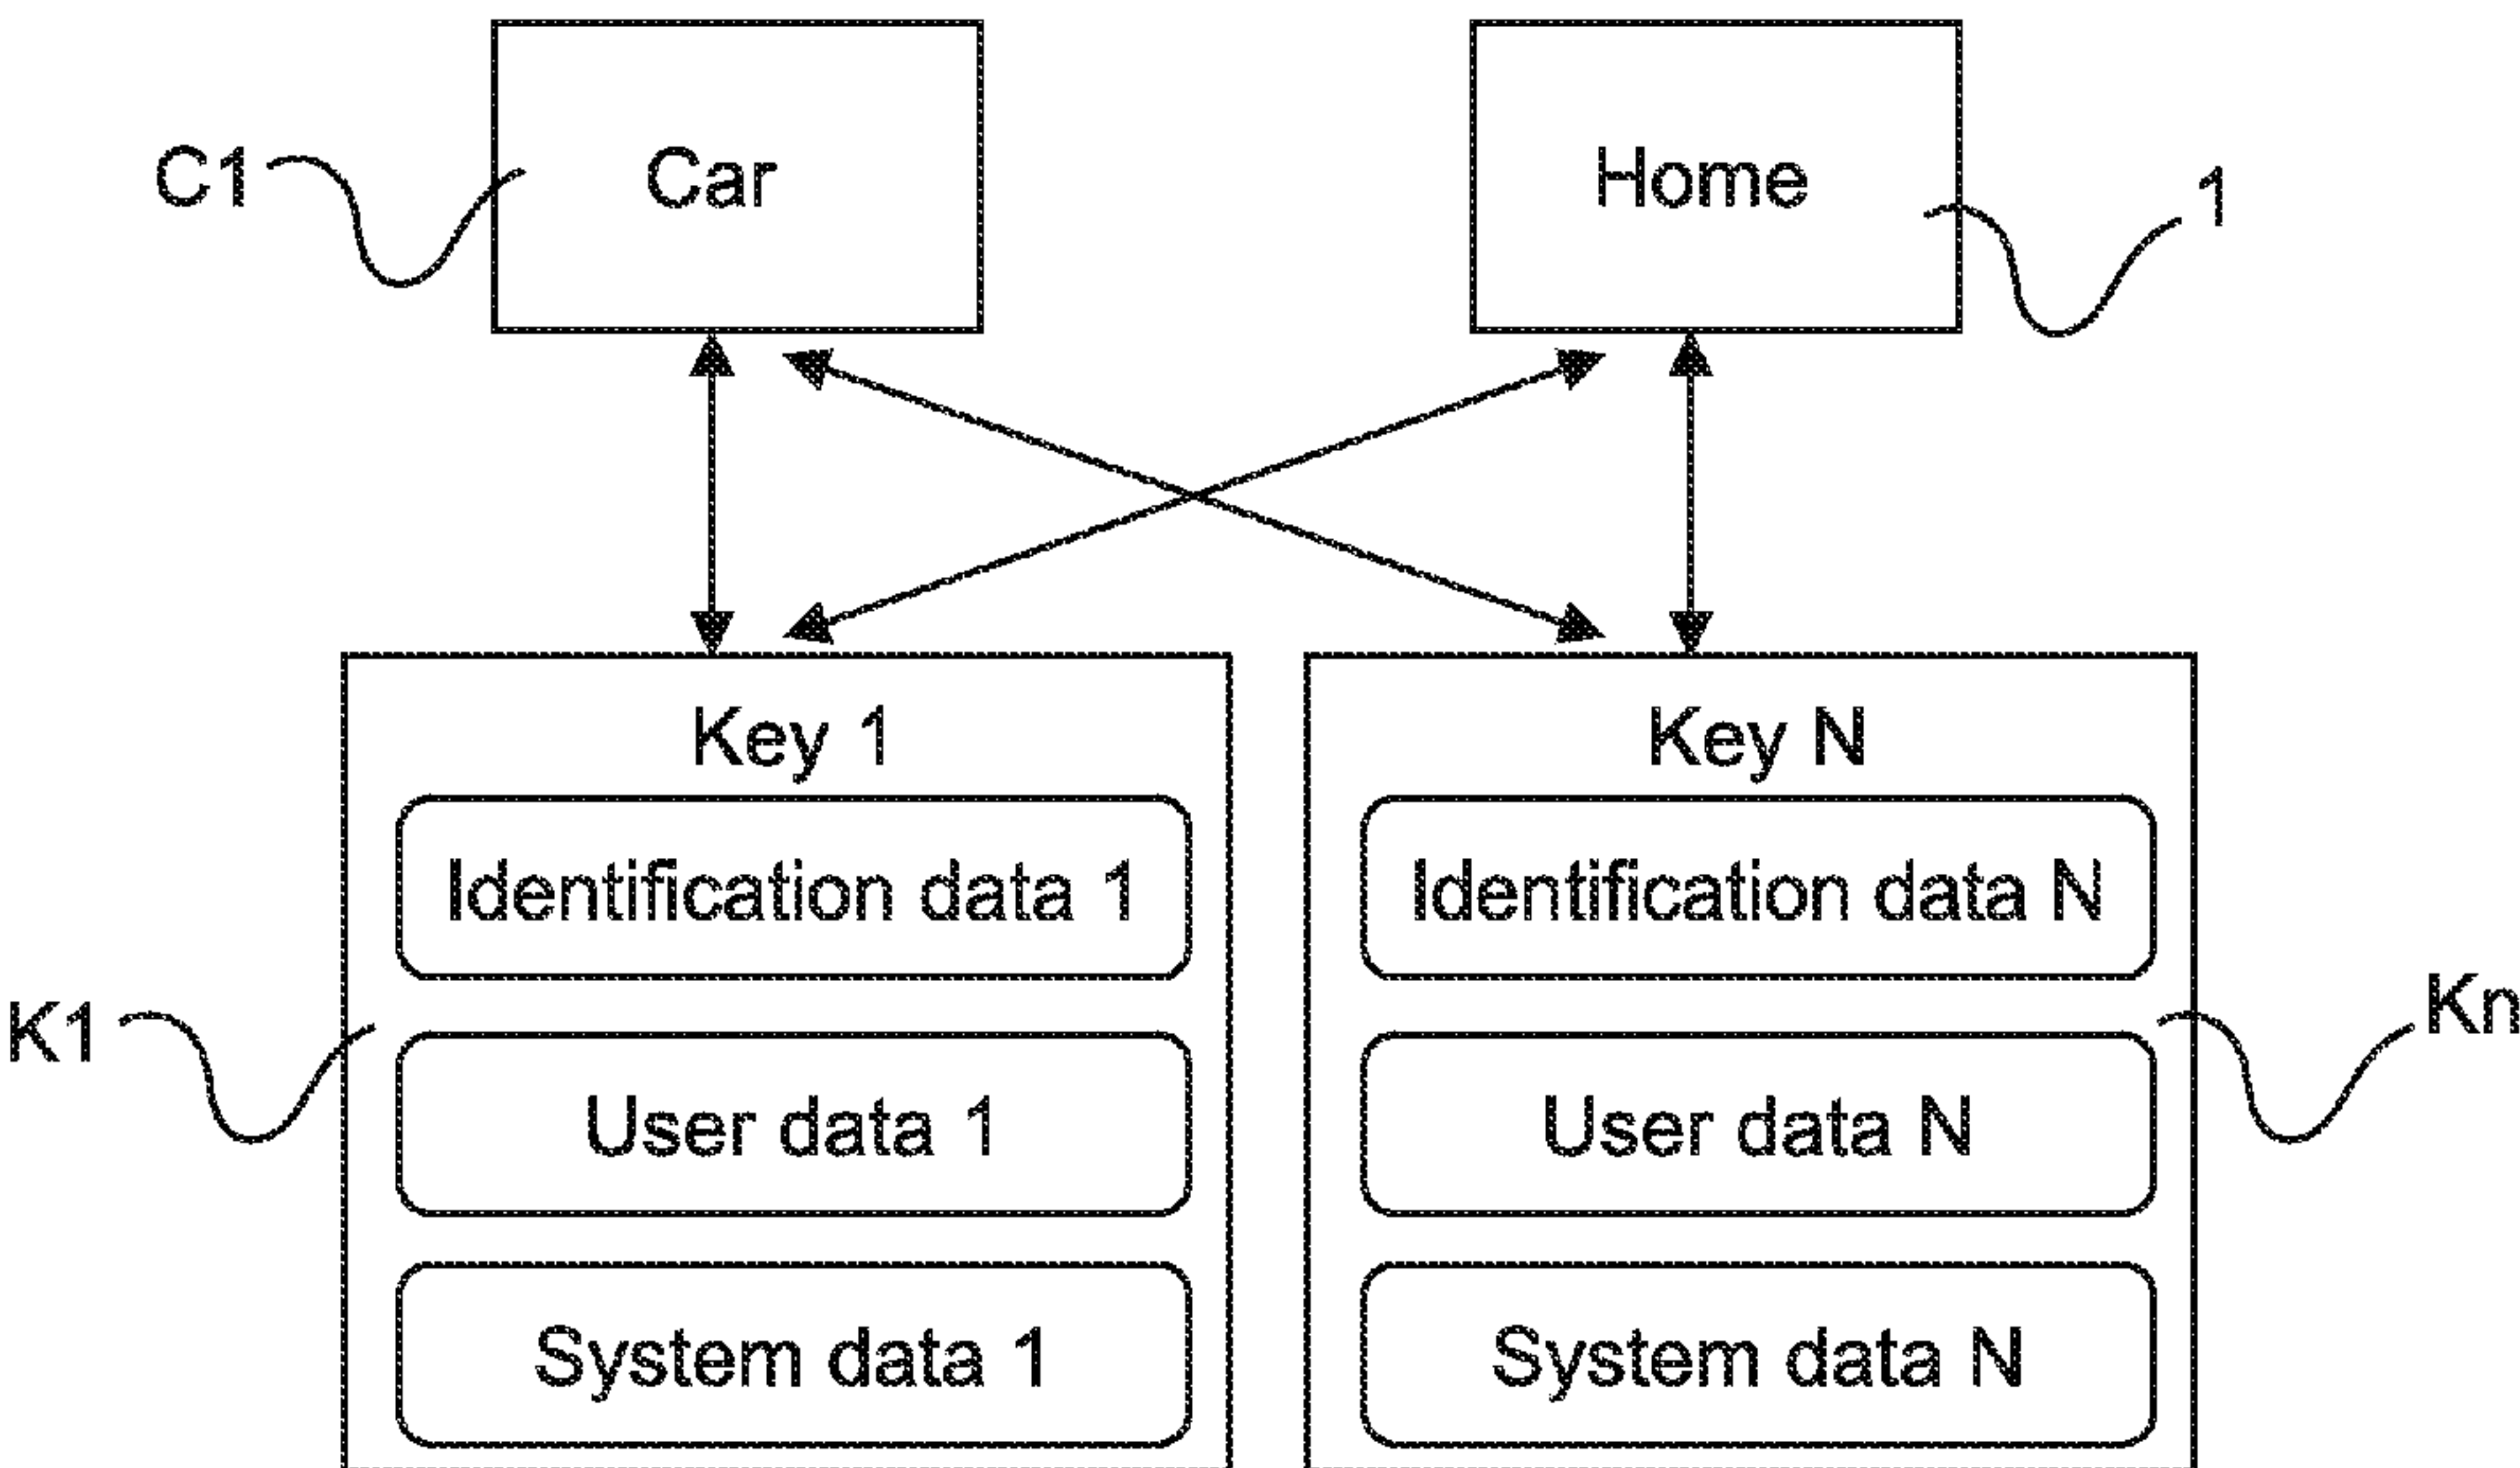 C1
Car
Home
1
Key 1
Key N
Identification data 1
Identification data N
K1
Kn
User data 1
User data N
System data 1
System data N